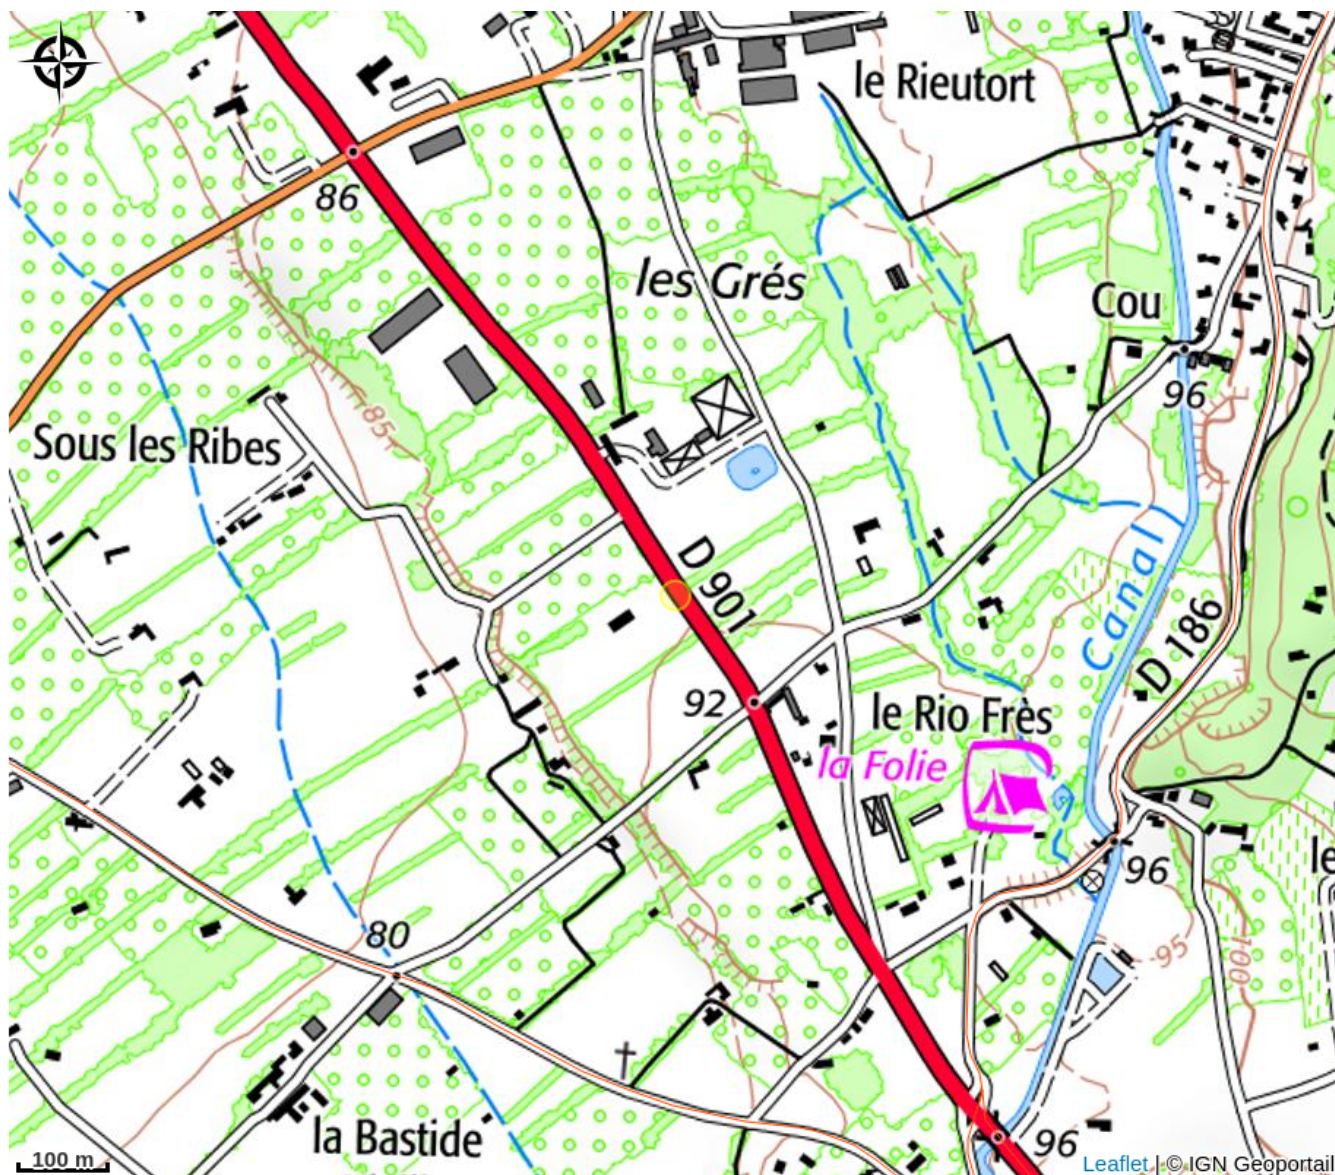 le Rieutort
86
les Grés
Cou
96
85
Sous les Ribes
D 901
Canal
D 186
92
le Rio Frès
la Folie
le
96
80
95
100
la Bastide
96
100 m
Leaflet | © IGN Geoportail